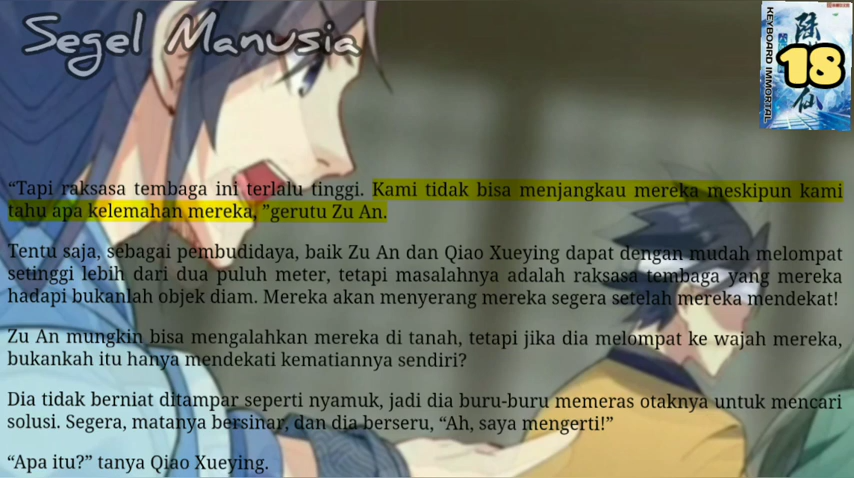 Segel Manusia
KEYBOARD IMMORTAL
18
“Tapi raksasa tembaga ini terlalu tinggi. Kami tidak bisa menjangkau mereka meskipun kami
tahu apa kelemahan mereka, ”gerutu Zu An.
Tentu saja, sebagai pembudidaya, baik Zu An dan Qiao Xueying dapat dengan mudah melompat
setinggi lebih dari dua puluh meter, tetapi masalahnya adalah raksasa tembaga yang mereka
hadapi bukanlah objek diam. Mereka akan menyerang mereka segera setelah mereka mendekat!
Zu An mungkin bisa mengalahkan mereka di tanah, tetapi jika dia melompat ke wajah mereka,
bukankah itu hanya mendekati kematiannya sendiri?
Dia tidak berniat ditampar seperti nyamuk, jadi dia buru-buru memeras otaknya untuk mencari
solusi. Segera, matanya bersinar, dan dia berseru, “Ah, saya mengerti!”
“Apa itu?” tanya Qiao Xueying.